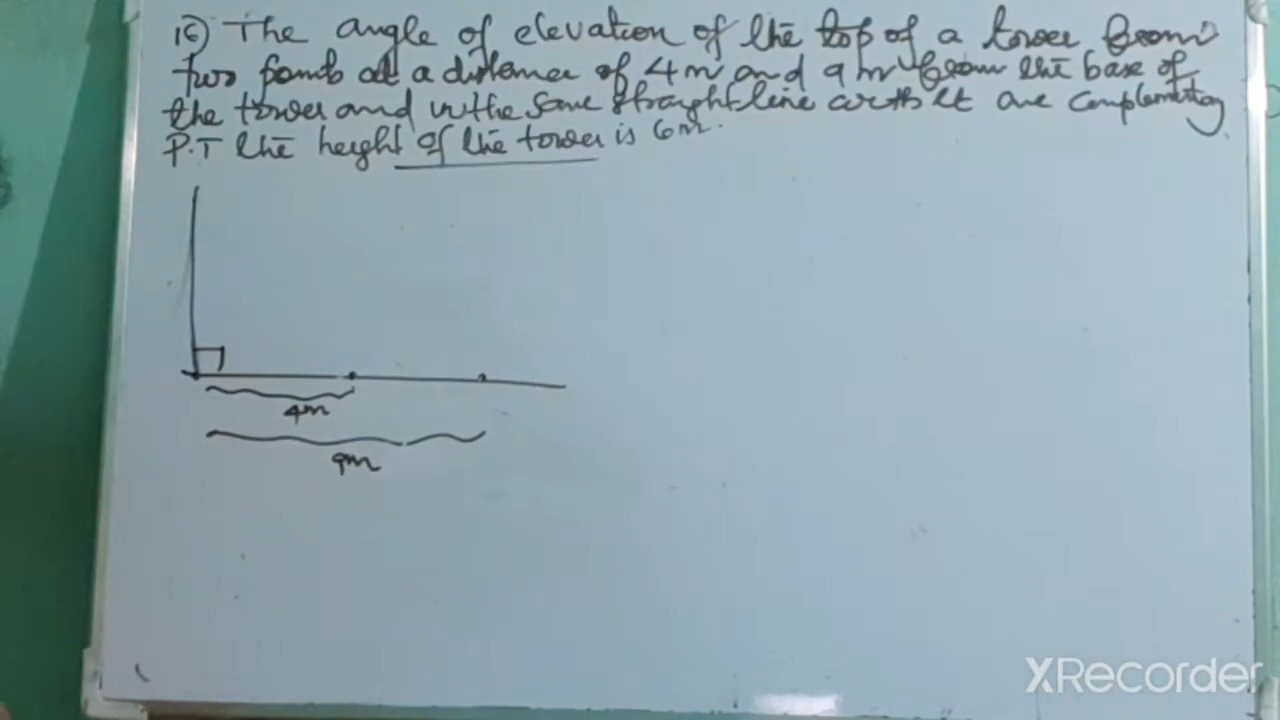 16) The angle of elevation of the top of a tower from
two points at a distance of 4m and 9m from the base of
the tower and in the same straight line with it are complementary
P.T the height of the tower is 6m.
4m
9m
XRecorder